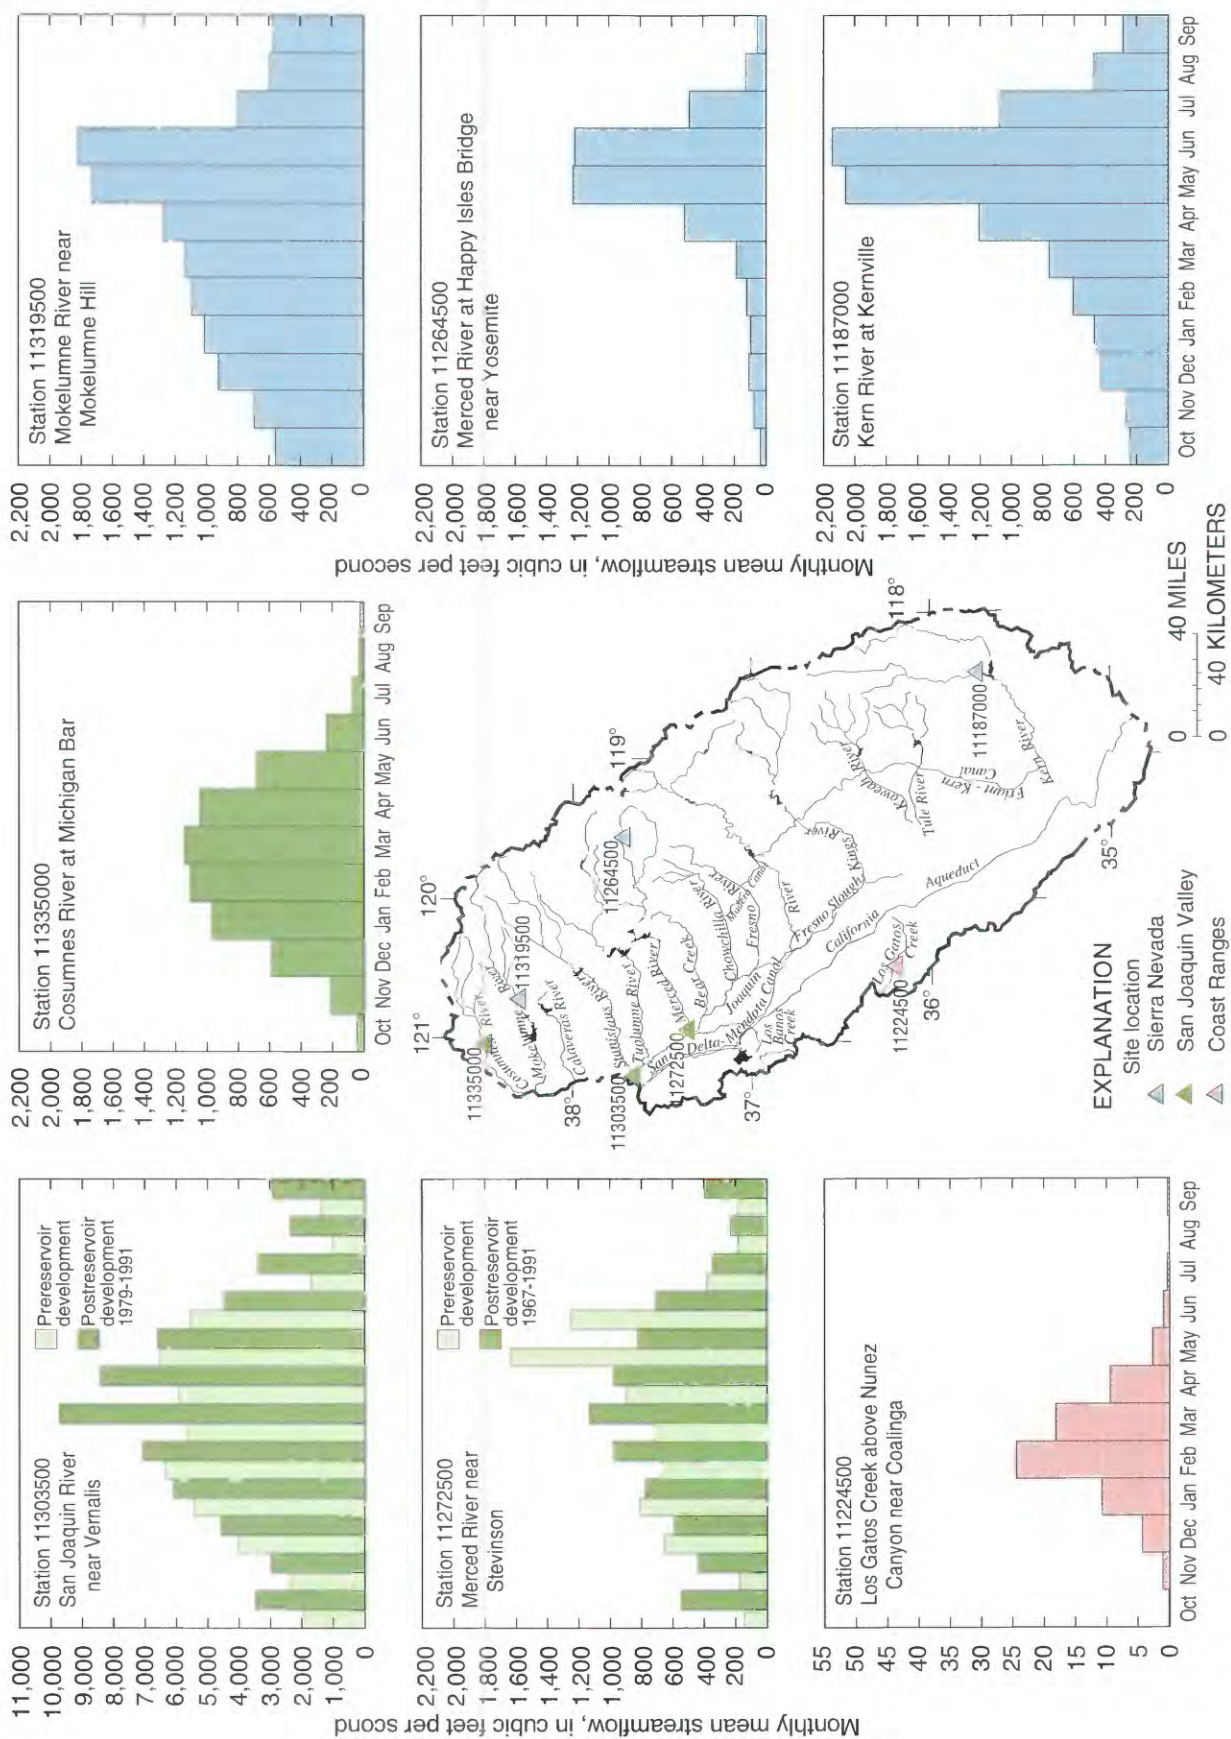 Monthly mean streamflow, in cubic feet per second
11,000
10,000
9,000
8,000
7,000
6,000
5,000
4,000
3,000
2,000
1,000
0
Station 11303500
San Joaquin River
near Vernalis
Prereservoir
development
Postreservoir
development
1979-1991
2,200
2,000
1,800
1,600
1,400
1,200
1,000
800
600
400
200
0
Station 11272500
Merced River near
Stevinson
Prereservoir
development
Postreservoir
development
1967-1991
55
50
45
40
35
30
25
20
15
10
5
0
Station 11224500
Los Gatos Creek above Nunez
Canyon near Coalinga
Oct Nov Dec Jan Feb Mar Apr May Jun Jul Aug Sep
2,200
2,000
1,800
1,600
1,400
1,200
1,000
800
600
400
200
0
Station 11335000
Cosumnes River at Michigan Bar
Oct Nov Dec Jan Feb Mar Apr May Jun Jul Aug Sep
121°
120°
119°
118°
38°
37°
36°
35°
11335000
11319500
11303500
11272500
11264500
11224500
11187000
Cosumnes River
Mokelumne River
Calaveras River
Stanislaus River
Tuolumne River
Merced River
Bear Creek
Chowchilla River
Madera Canal
Fresno River
San Joaquin River
Delta-Mendota Canal
Los
Banos
Creek
Fresno Slough
Kings River
California Aqueduct
Los Gatos
Creek
Kaweah River
Tule River
Friant - Kern
Canal
Kern River
EXPLANATION
Site location
Sierra Nevada
San Joaquin Valley
Coast Ranges
0 40 MILES
0 40 KILOMETERS
Monthly mean streamflow, in cubic feet per second
2,200
2,000
1,800
1,600
1,400
1,200
1,000
800
600
400
200
0
Station 11319500
Mokelumne River near
Mokelumne Hill
2,200
2,000
1,800
1,600
1,400
1,200
1,000
800
600
400
200
0
Station 11264500
Merced River at Happy Isles Bridge
near Yosemite
2,200
2,000
1,800
1,600
1,400
1,200
1,000
800
600
400
200
0
Station 11187000
Kern River at Kernville
Oct Nov Dec Jan Feb Mar Apr May Jun Jul Aug Sep